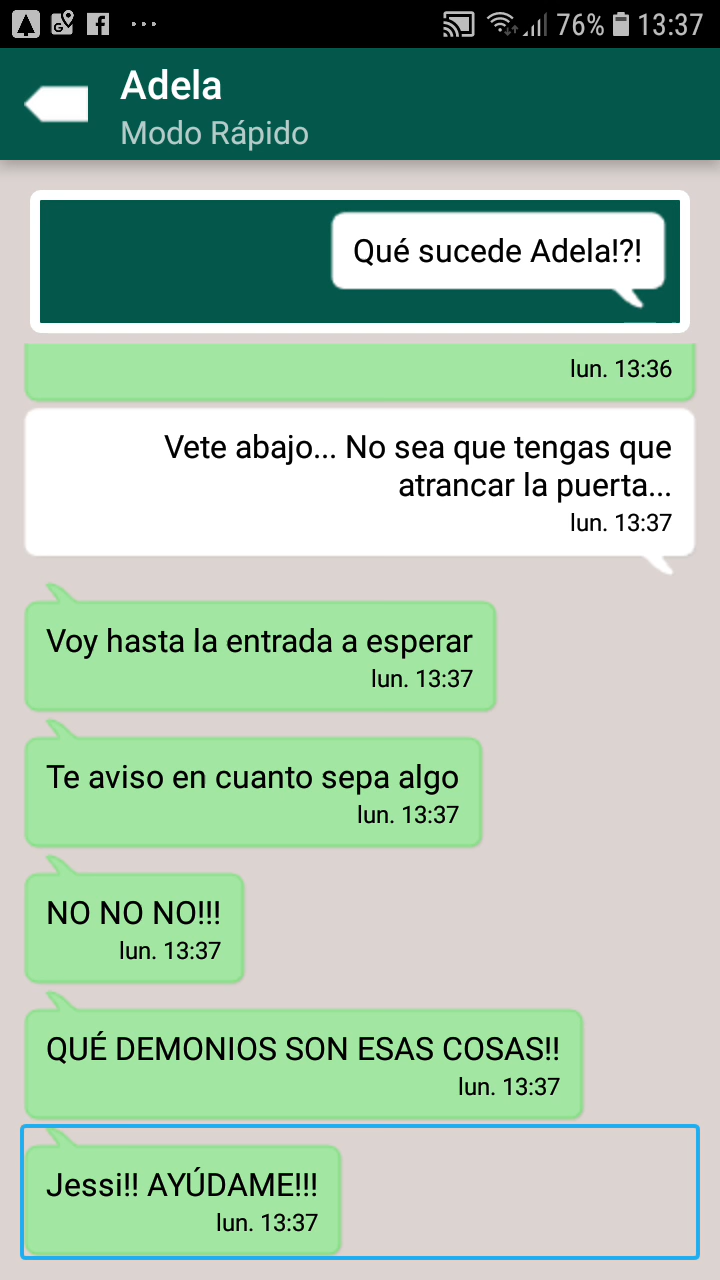 76% 13:37
Adela
Modo Rápido
Qué sucede Adela!?!
lun. 13:36
Vete abajo... No sea que tengas que
atrancar la puerta...
lun. 13:37
Voy hasta la entrada a esperar
lun. 13:37
Te aviso en cuanto sepa algo
lun. 13:37
NO NO NO!!!
lun. 13:37
QUÉ DEMONIOS SON ESAS COSAS!!
lun. 13:37
Jessi!! AYÚDAME!!!
lun. 13:37